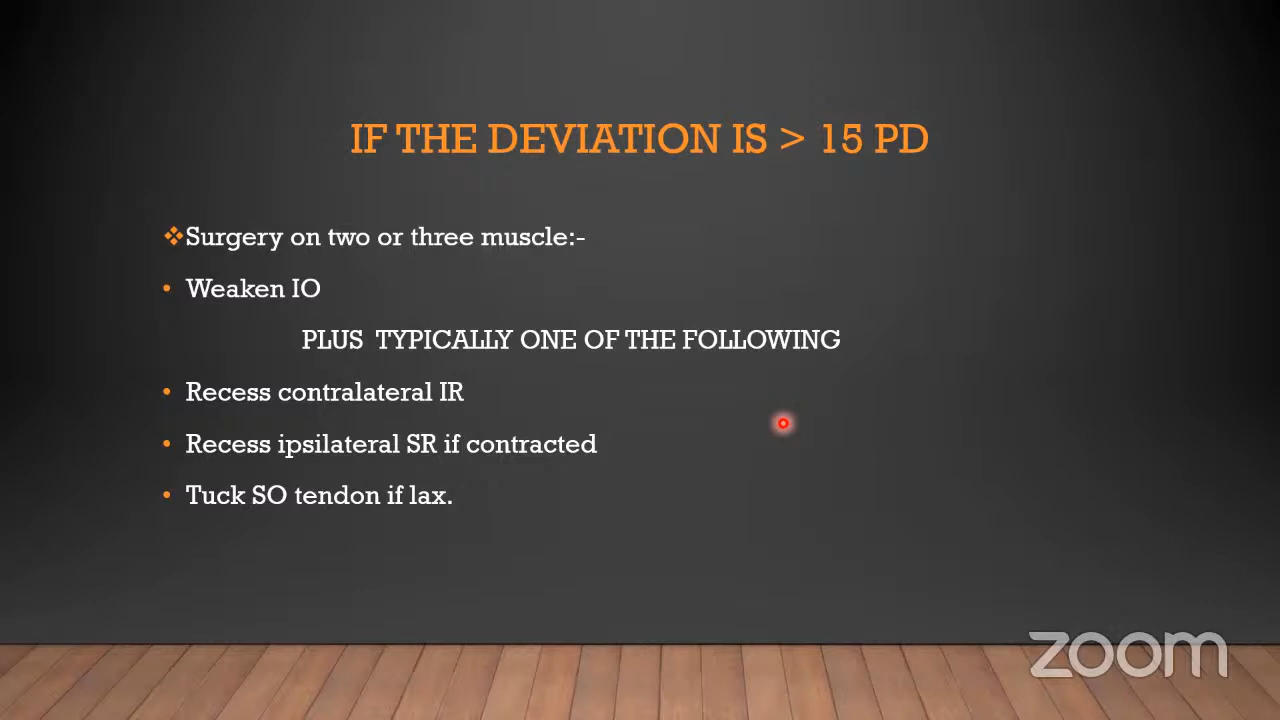 IF THE DEVIATION IS > 15 PD
❖Surgery on two or three muscle:-
• Weaken IO
PLUS TYPICALLY ONE OF THE FOLLOWING
• Recess contralateral IR
• Recess ipsilateral SR if contracted
• Tuck SO tendon if lax.
zoom